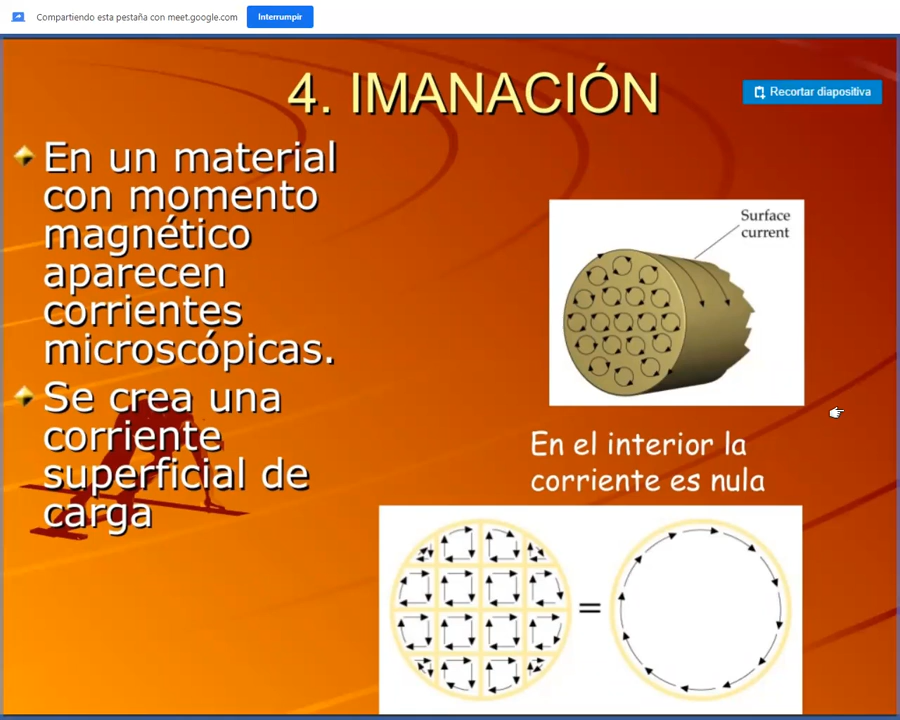 Compartiendo esta pestaña con meet.google.com
Interrumpir
4. IMANACIÓN
Recortar diapositiva
En un material
con momento
magnético
aparecen
corrientes
microscópicas.
Se crea una
corriente
superficial de
carga
Surface
current
En el interior la
corriente es nula
=